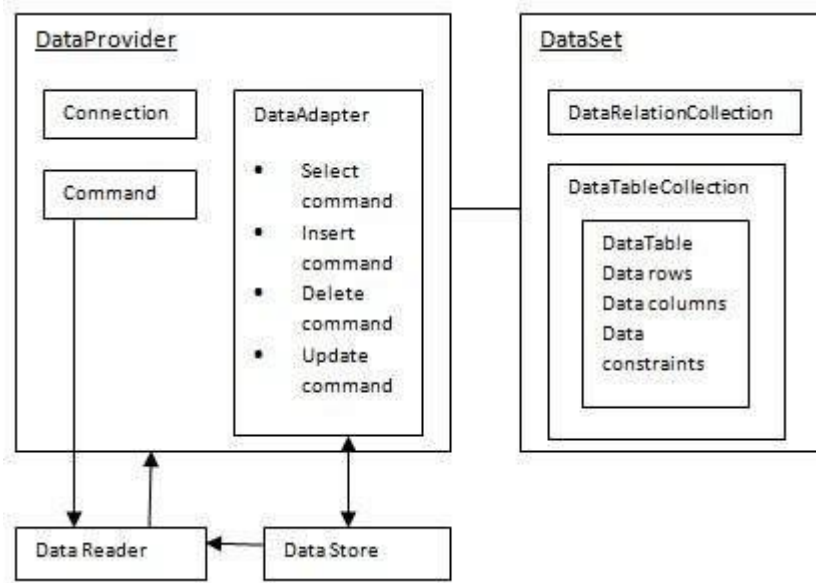 DataProvider
Connection
Command
DataAdapter
• Select
command
• Insert
command
• Delete
command
• Update
command
DataSet
DataRelationCollection
DataTableCollection
DataTable
Data rows
Data columns
Data
constraints
Data Reader
Data Store